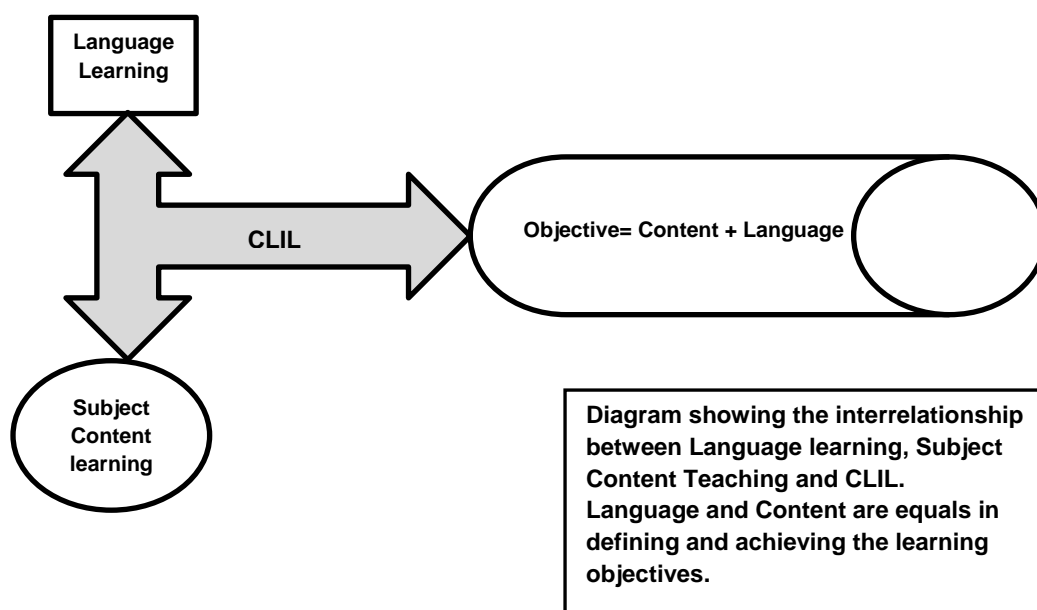 Language
Learning
CLIL
Objective= Content + Language
Subject
Content
learning
Diagram showing the interrelationship
between Language learning, Subject
Content Teaching and CLIL.
Language and Content are equals in
defining and achieving the learning
objectives.